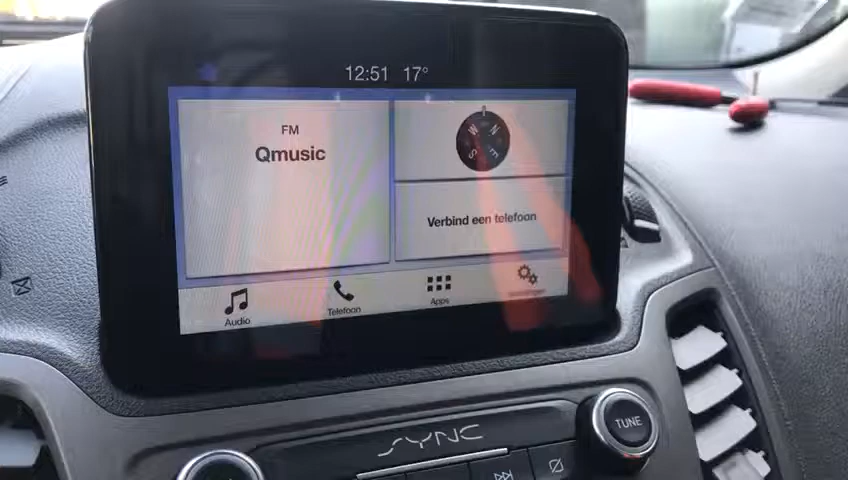 12:51 17°
FM
Qmusic
N
W
E
S
Verbind een telefoon
Audio
Telefoon
Apps
SYNC
TUNE